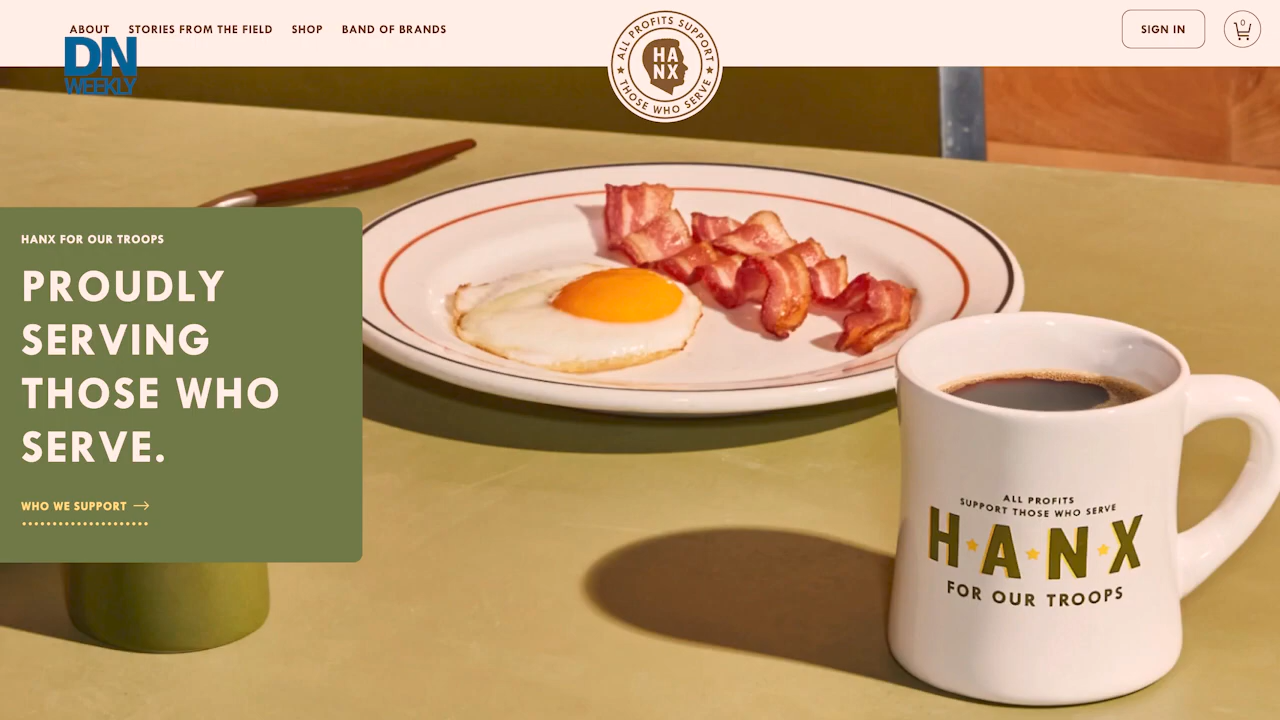 ABOUT STORIES FROM THE FIELD SHOP BAND OF BRANDS
DN
WEEKLY
ALL PROFITS SUPPORT
HA
NX
THOSE WHO SERVE
SIGN IN
0
HANX FOR OUR TROOPS
PROUDLY
SERVING
THOSE WHO
SERVE.
WHO WE SUPPORT
ALL PROFITS
SUPPORT THOSE WHO SERVE
HANX
FOR OUR TROOPS